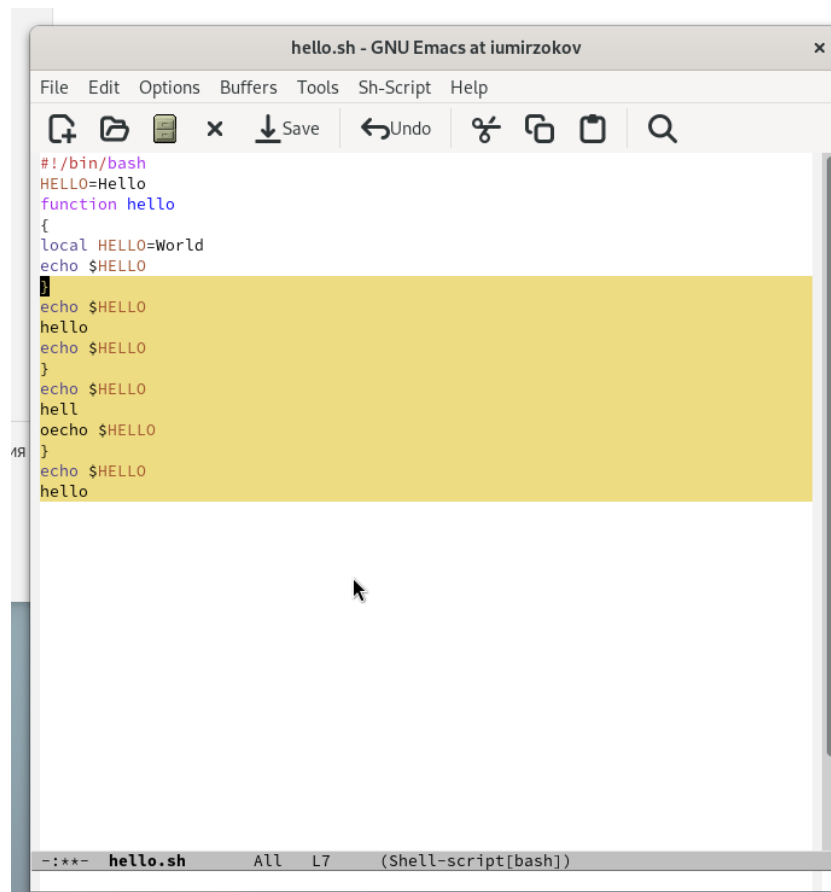 hello.sh - GNU Emacs at iumirzokov ×
File Edit Options Buffers Tools Sh-Script Help
Save Undo
#!/bin/bash
HELLO=Hello
function hello
{
local HELLO=World
echo $HELLO
}
echo $HELLO
hello
echo $HELLO
}
echo $HELLO
hell
oecho $HELLO
ия
}
echo $HELLO
hello
-:**- hello.sh All L7 (Shell-script[bash])